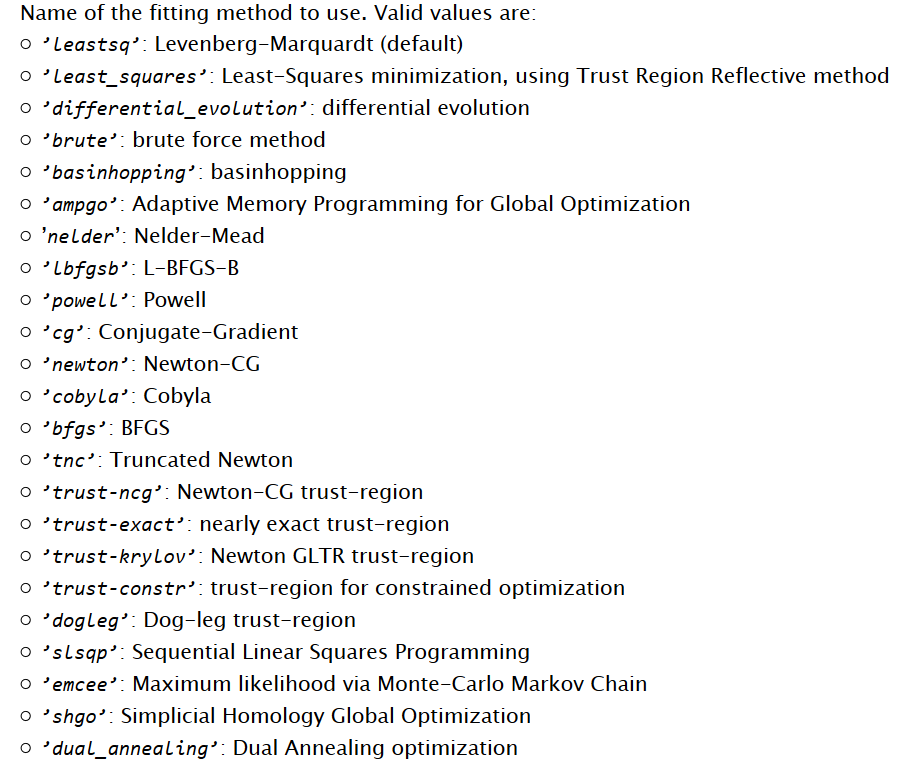 Name of the fitting method to use. Valid values are:
○ ’leastsq’: Levenberg-Marquardt (default)
○ ’least_squares’: Least-Squares minimization, using Trust Region Reflective method
○ ’differential_evolution’: differential evolution
○ ’brute’: brute force method
○ ’basinhopping’: basinhopping
○ ’ampgo’: Adaptive Memory Programming for Global Optimization
○ ’nelder’: Nelder-Mead
○ ’lbfgsb’: L-BFGS-B
○ ’powell’: Powell
○ ’cg’: Conjugate-Gradient
○ ’newton’: Newton-CG
○ ’cobyla’: Cobyla
○ ’bfgs’: BFGS
○ ’tnc’: Truncated Newton
○ ’trust-ncg’: Newton-CG trust-region
○ ’trust-exact’: nearly exact trust-region
○ ’trust-krylov’: Newton GLTR trust-region
○ ’trust-constr’: trust-region for constrained optimization
○ ’dogleg’: Dog-leg trust-region
○ ’slsqp’: Sequential Linear Squares Programming
○ ’emcee’: Maximum likelihood via Monte-Carlo Markov Chain
○ ’shgo’: Simplicial Homology Global Optimization
○ ’dual_annealing’: Dual Annealing optimization